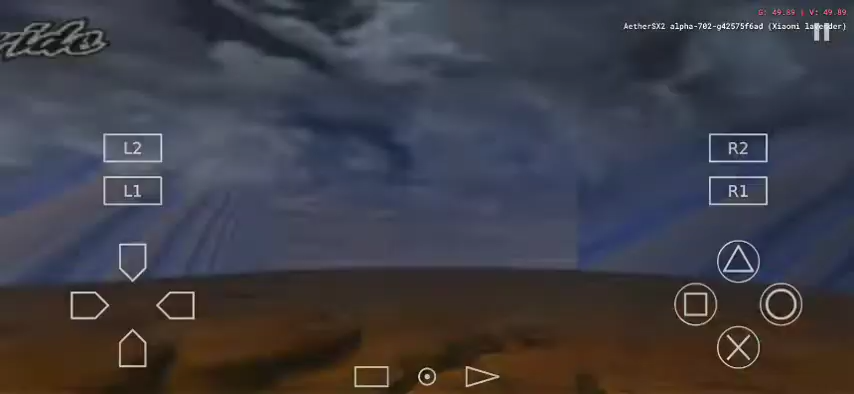 G: 49.89 | V: 49.89
AetherSX2 alpha-702-g42575f6ad (Xiaomi lavender)
L2
R2
L1
R1